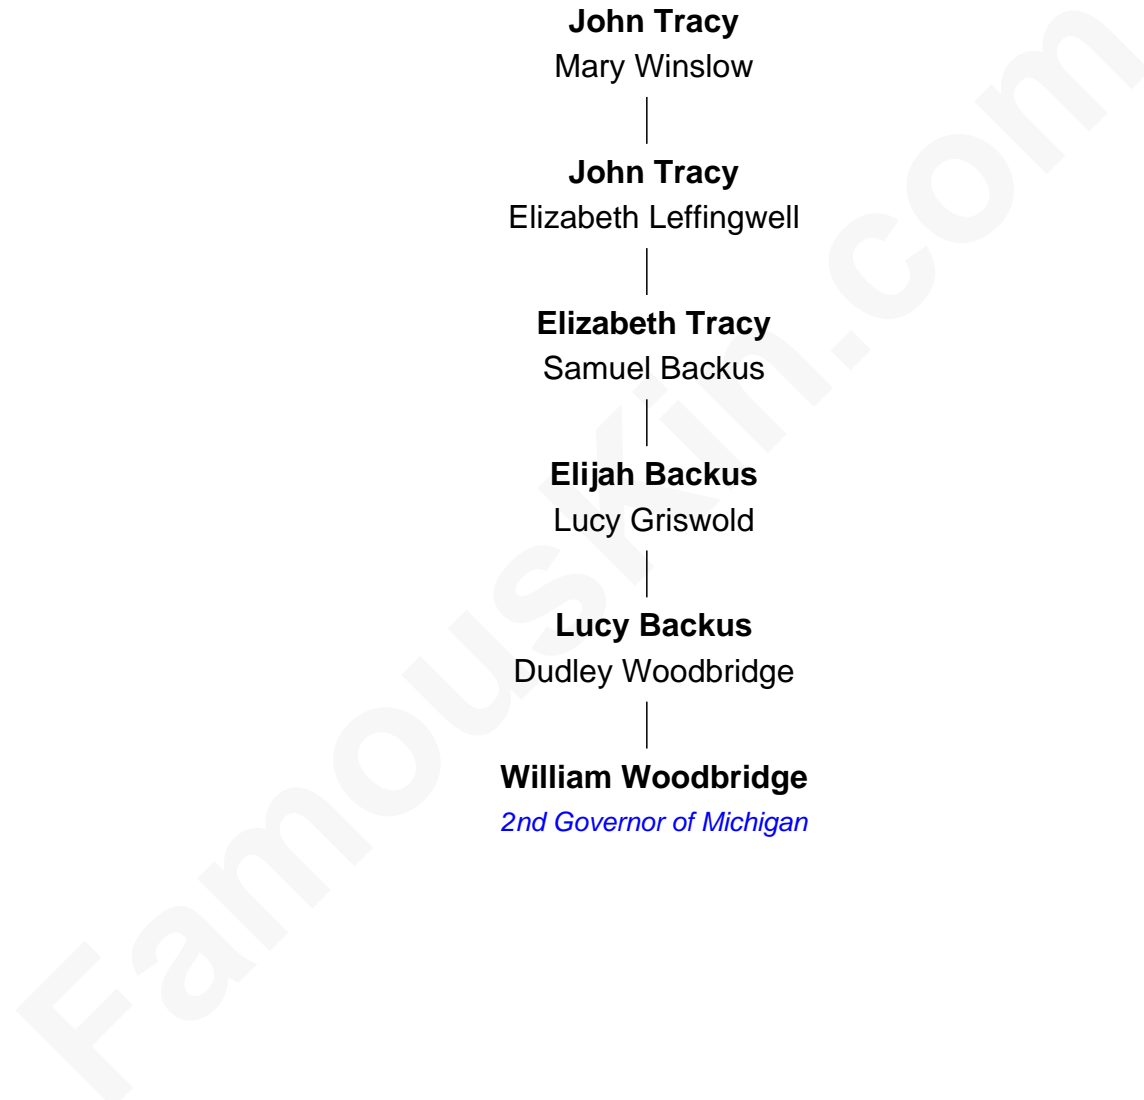 John Tracy
Mary Winslow
John Tracy
Elizabeth Leffingwell
Elizabeth Tracy
Samuel Backus
Elijah Backus
Lucy Griswold
Lucy Backus
Dudley Woodbridge
William Woodbridge
2nd Governor of Michigan
FamousKin.com